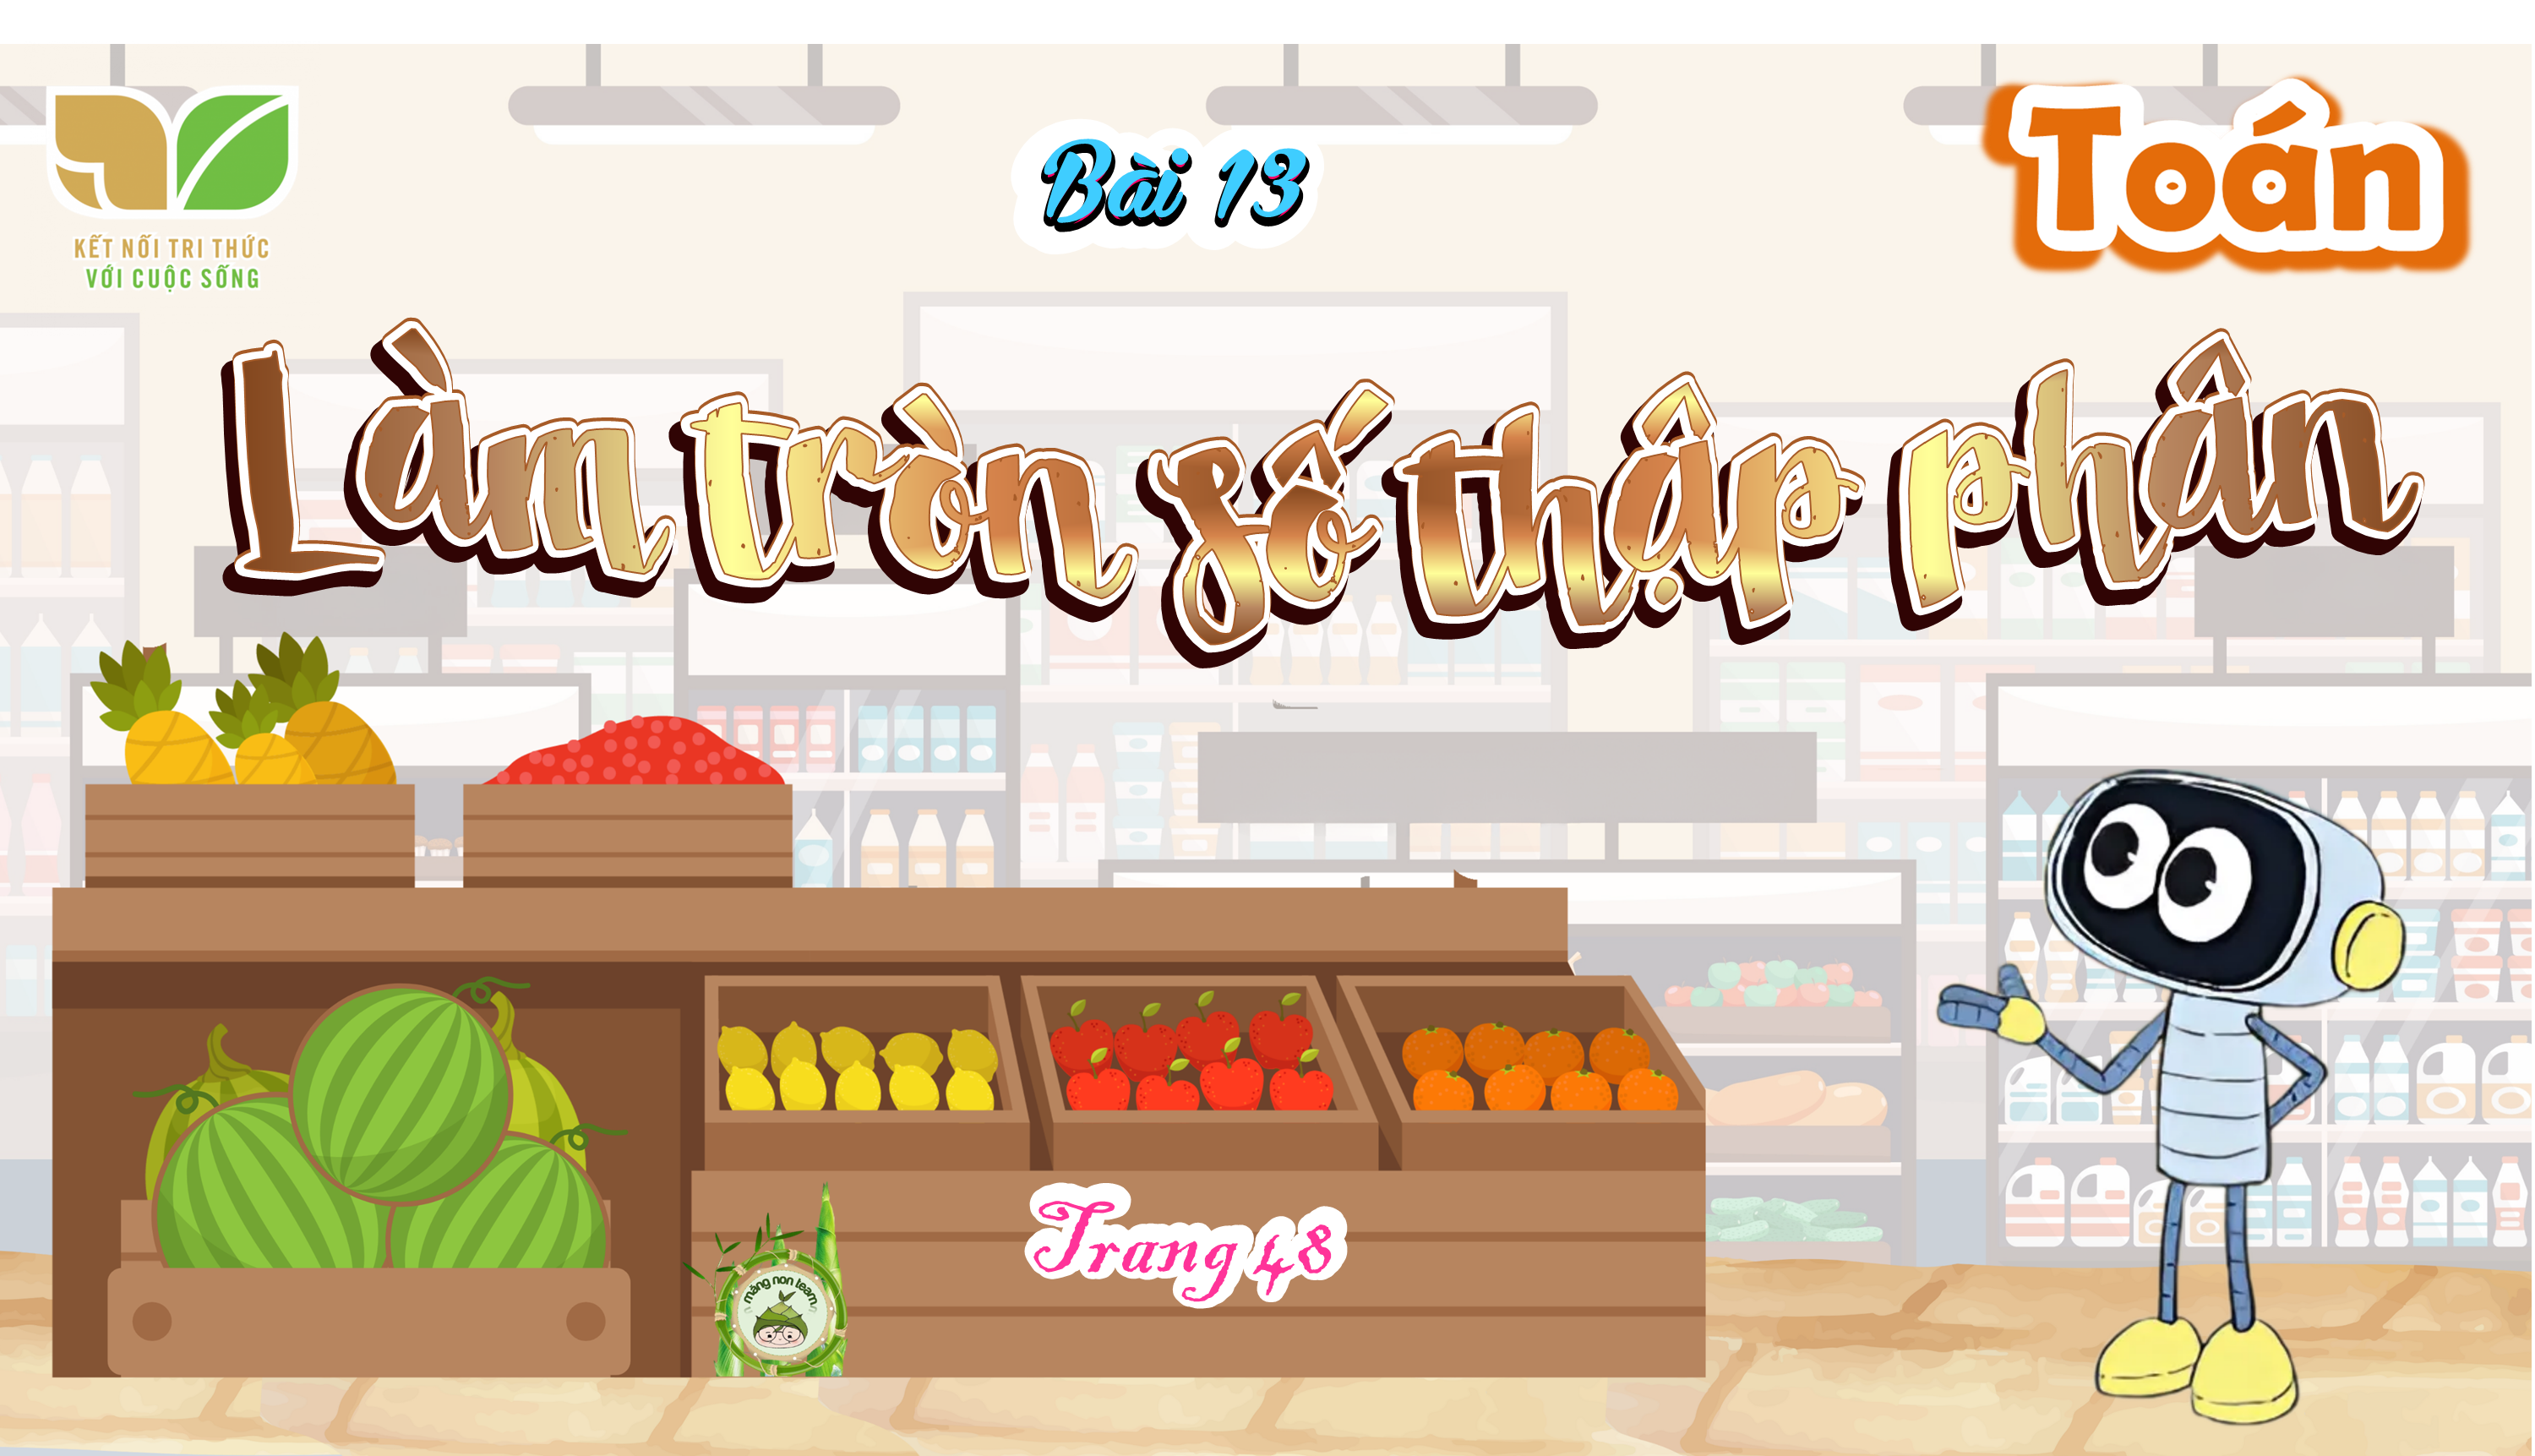 KẾT NỐI TRI THỨC
VỚI CUỘC SỐNG
Bài 13
Toán
Làm tròn số thập phân
Trang 48
măng non team